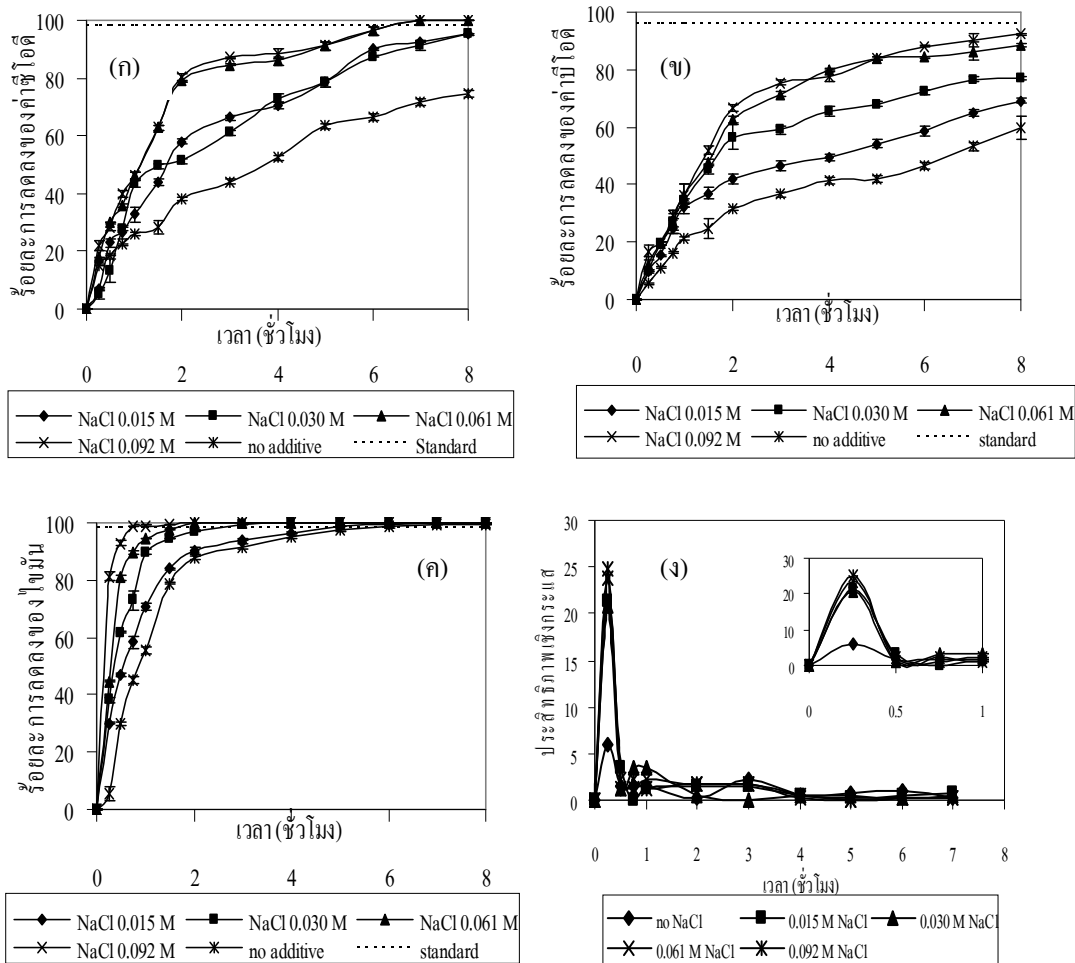 ร้อยละการลดลงของค่าซีโอดี
100
80
60
40
20
0
(ก)
เวลา (ชั่วโมง)
0 2 4 6 8
NaCl 0.015 M NaCl 0.030 M NaCl 0.061 M
NaCl 0.092 M no additive Standard
ร้อยละการลดลงของค่าบีโอดี
100
80
60
40
20
0
(ข)
เวลา (ชั่วโมง)
0 2 4 6 8
NaCl 0.015 M NaCl 0.030 M NaCl 0.061 M
NaCl 0.092 M no additive standard
ร้อยละการลดลงของไขมัน
100
80
60
40
20
0
(ค)
เวลา (ชั่วโมง)
0 2 4 6 8
NaCl 0.015 M NaCl 0.030 M NaCl 0.061 M
NaCl 0.092 M no additive standard
ประสิทธิภาพเชิงกระแส
30
25
20
15
10
5
0
(ง)
30
20
10
0
0 0.5 1
0 1 2 3 4 5 6 7 8
เวลา (ชั่วโมง)
no NaCl 0.015 M NaCl 0.030 M NaCl
0.061 M NaCl 0.092 M NaCl